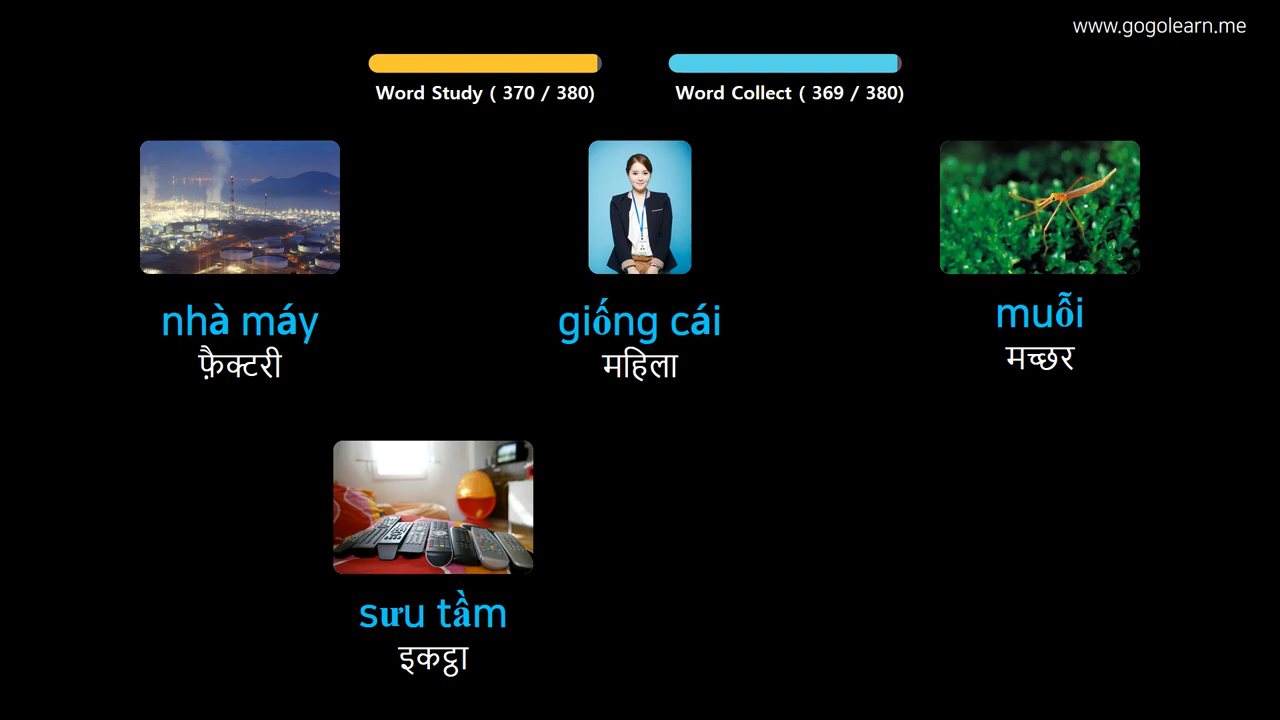 www.gogolearn.me
Word Study ( 370 / 380)
Word Collect ( 369 / 380)
nhà máy
फ़ैक्टरी
giống cái
महिला
muỗi
मच्छर
sưu tầm
इकट्ठा